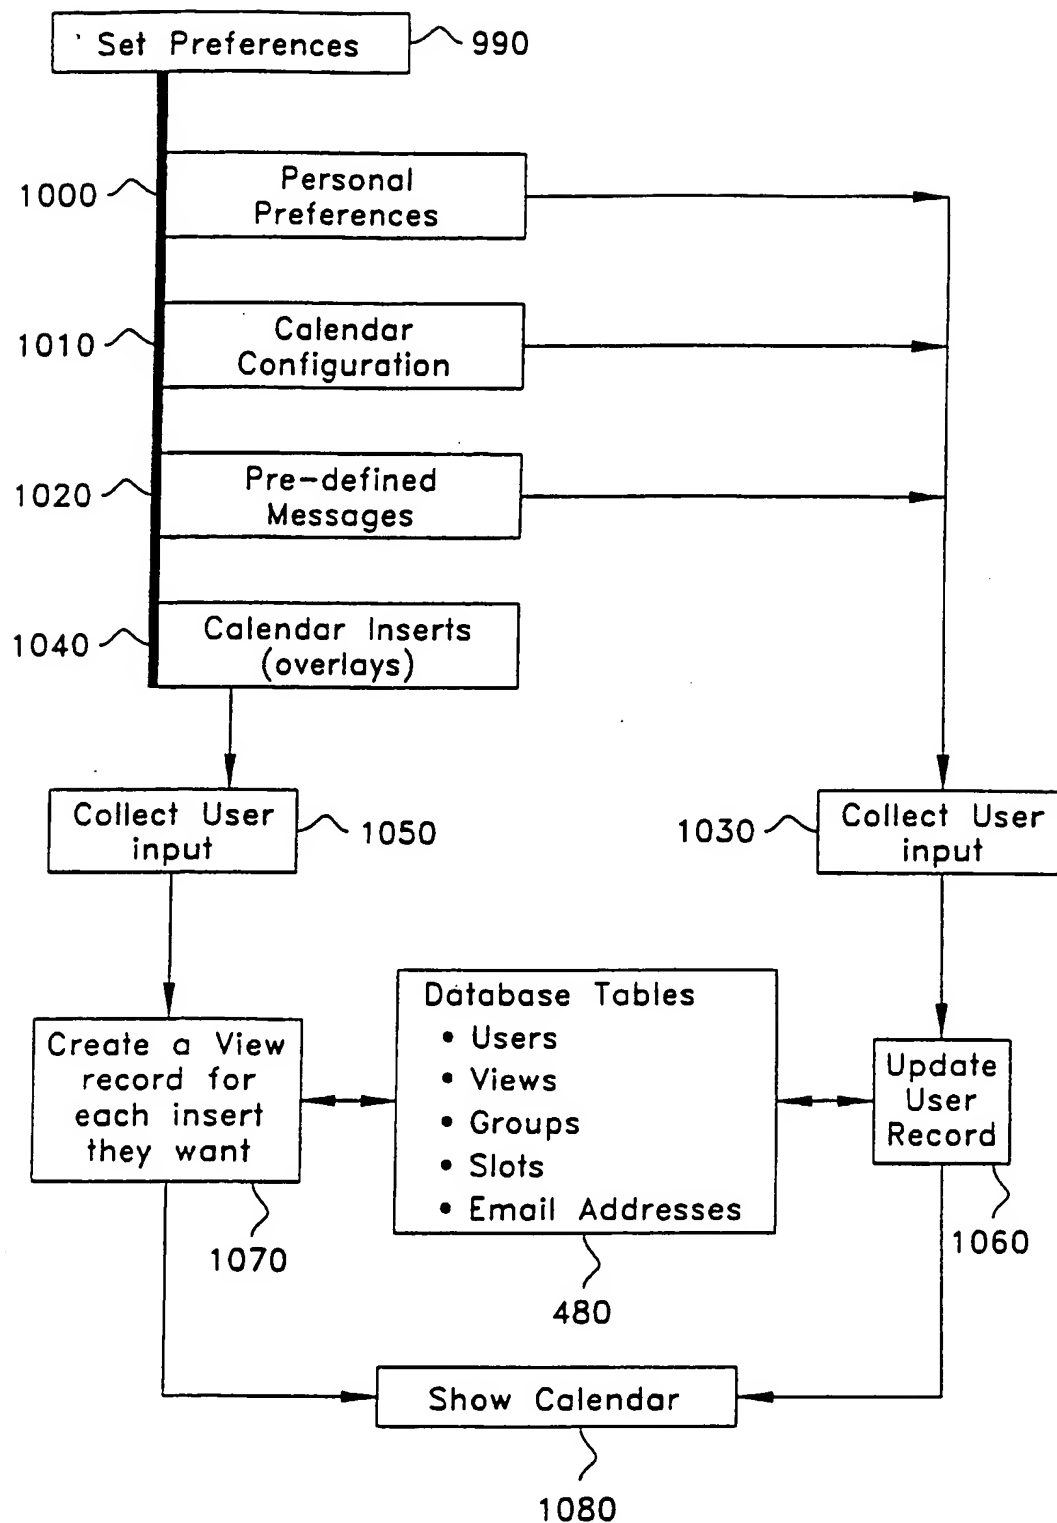 Set Preferences
990
Personal
Preferences
1000
Calendar
Configuration
1010
Pre-defined
Messages
1020
Calendar Inserts
(overlays)
1040
Collect User
input
1050
1030
Collect User
input
Create a View
record for
each insert
they want
1070
Database Tables
• Users
• Views
• Groups
• Slots
• Email Addresses
480
Update
User
Record
1060
Show Calendar
1080